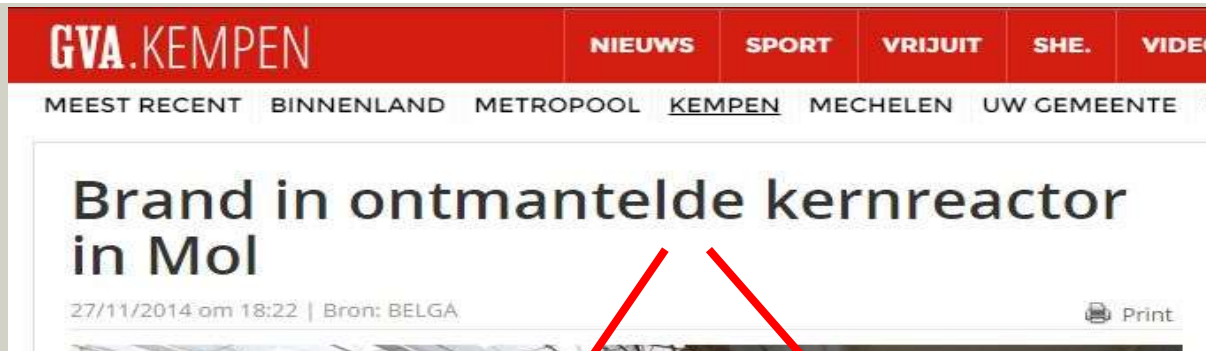 GVA.KEMPEN NIEUWS SPORT VRIJUIT SHE.
MEEST RECENT BINNENLAND METROPOOL KEMPEN MECHELEN UW GEMEENTE
Brand in ontmantelde kernreactor
in Mol
27/11/2014 om 18:22 | Bron: BELGA Print